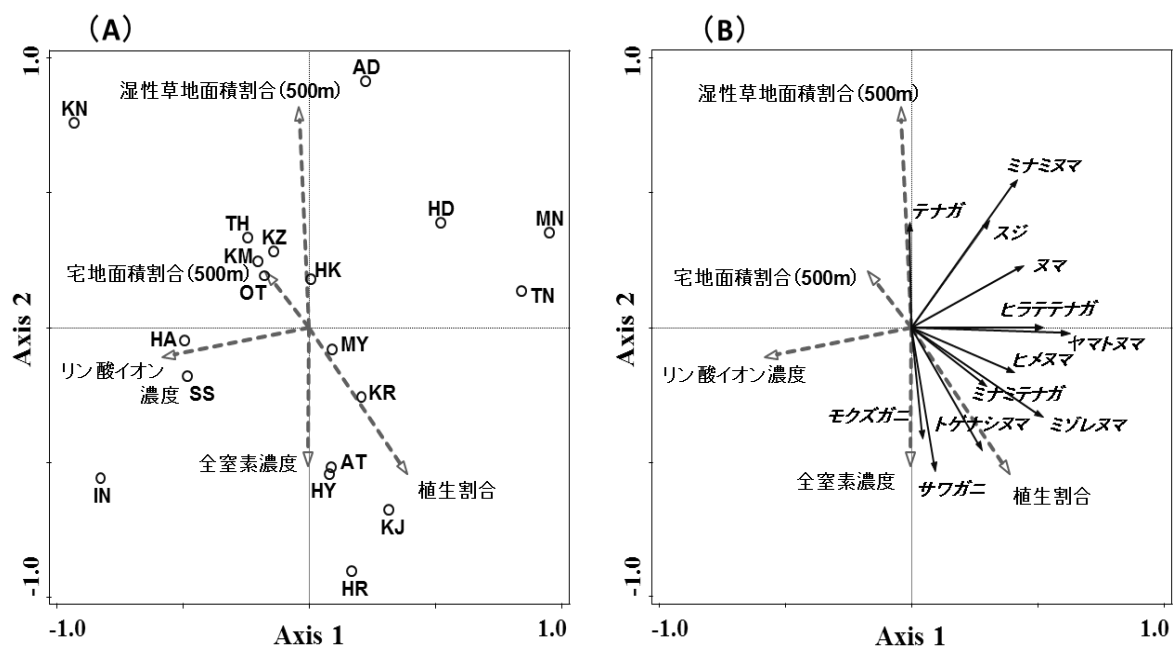 (A)
1.0
AD
湿性草地面積割合(500m)
KN
HD
MN
TH
KZ
KM
HK
宅地面積割合(500m)
OT
TN
Axis 2
HA
MY
リン酸イオン
濃度
SS
KR
全窒素濃度
AT
HY
植生割合
IN
KJ
HR
-1.0
-1.0
Axis 1
1.0
(B)
1.0
湿性草地面積割合(500m)
ミナミヌマ
テナガ
スジ
宅地面積割合(500m)
ヌマ
ヒラテテナガ
Axis 2
ヤマトヌマ
リン酸イオン濃度
ヒメヌマ
ミナミテナガ
モクズガニ
トゲナシヌマ
ミゾレヌマ
全窒素濃度
サワガニ
植生割合
-1.0
-1.0
Axis 1
1.0